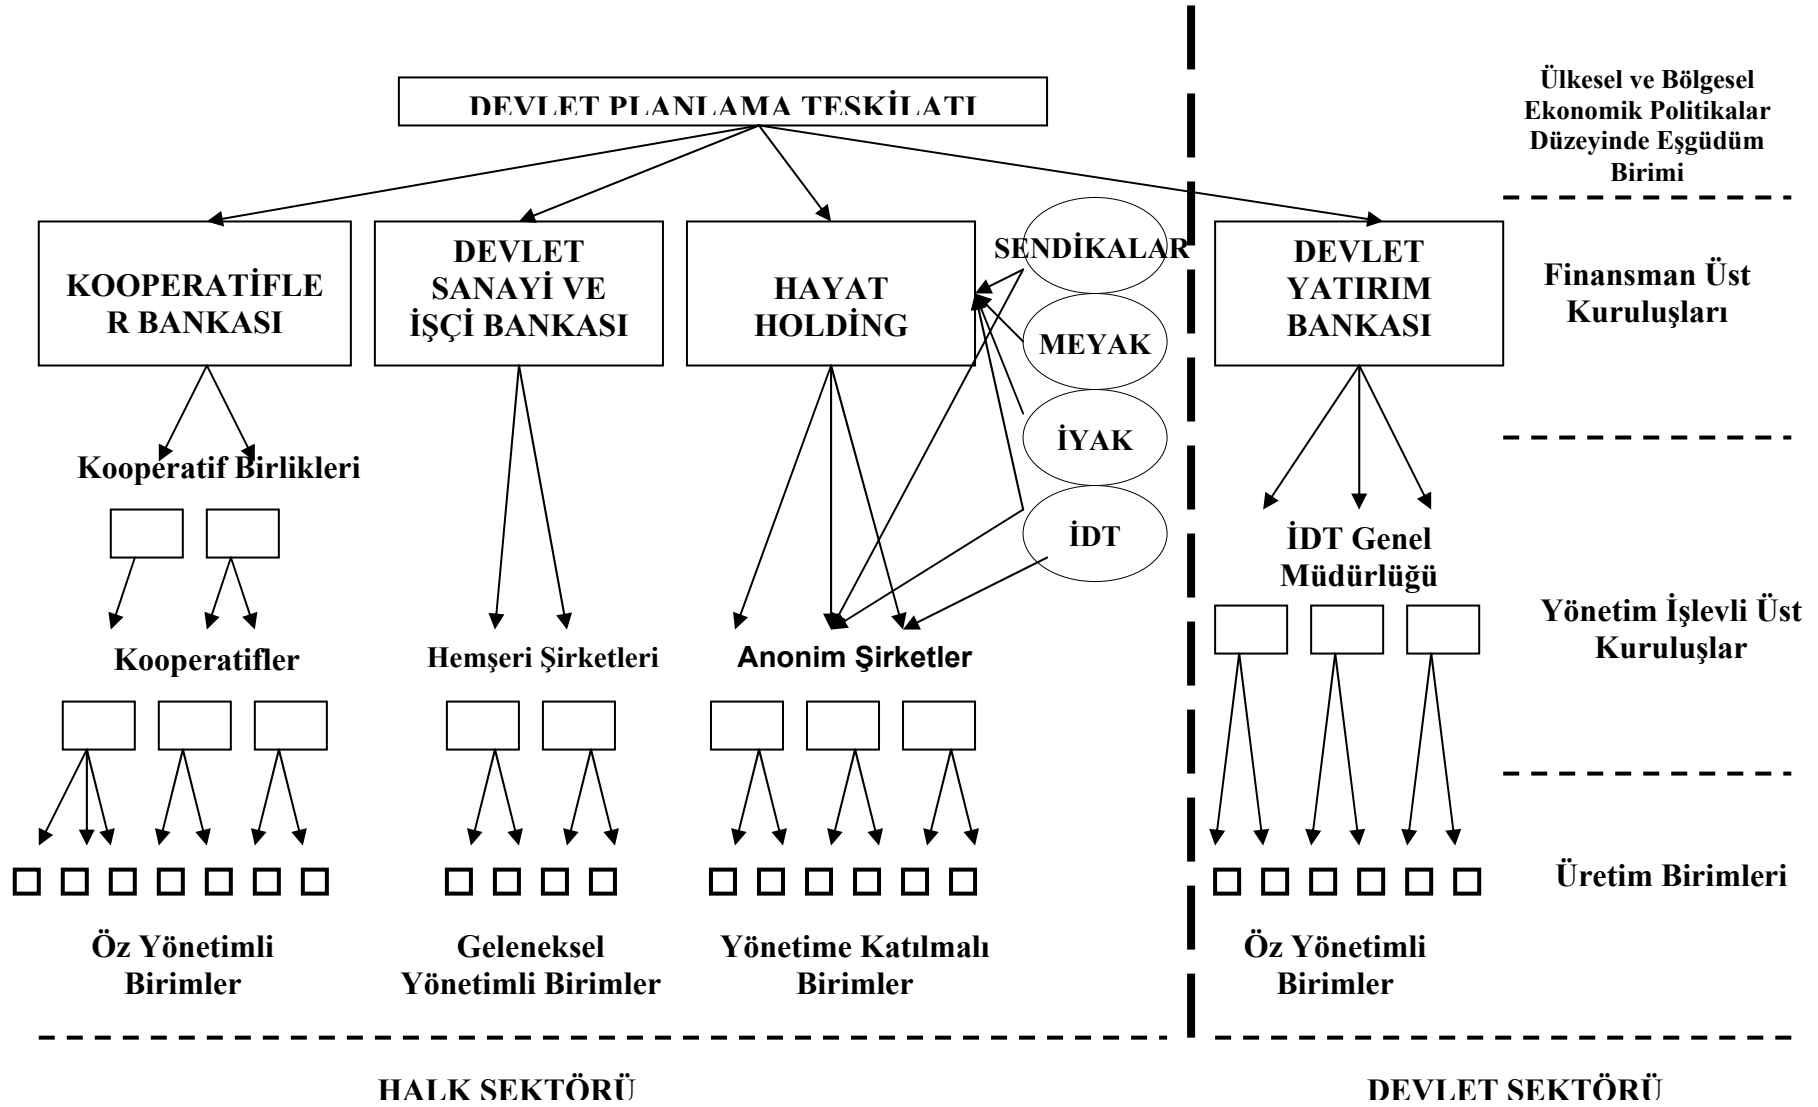 Ülkesel ve Bölgesel
Ekonomik Politikalar
Düzeyinde Eşgüdüm
Birimi
DEVLET PLANLAMA TEŞKİLATI
KOOPERATİFLE
R BANKASI
DEVLET
SANAYİ VE
İŞÇİ BANKASI
HAYAT
HOLDİNG
SENDİKALAR
MEYAK
İYAK
İDT
DEVLET
YATIRIM
BANKASI
Finansman Üst
Kuruluşları
Kooperatif Birlikleri
İDT Genel
Müdürlüğü
Yönetim İşlevli Üst
Kuruluşlar
Kooperatifler
Hemşeri Şirketleri
Anonim Şirketler
Üretim Birimleri
Öz Yönetimli
Birimler
Geleneksel
Yönetimli Birimler
Yönetime Katılmalı
Birimler
Öz Yönetimli
Birimler
HALK SEKTÖRÜ
DEVLET SEKTÖRÜ